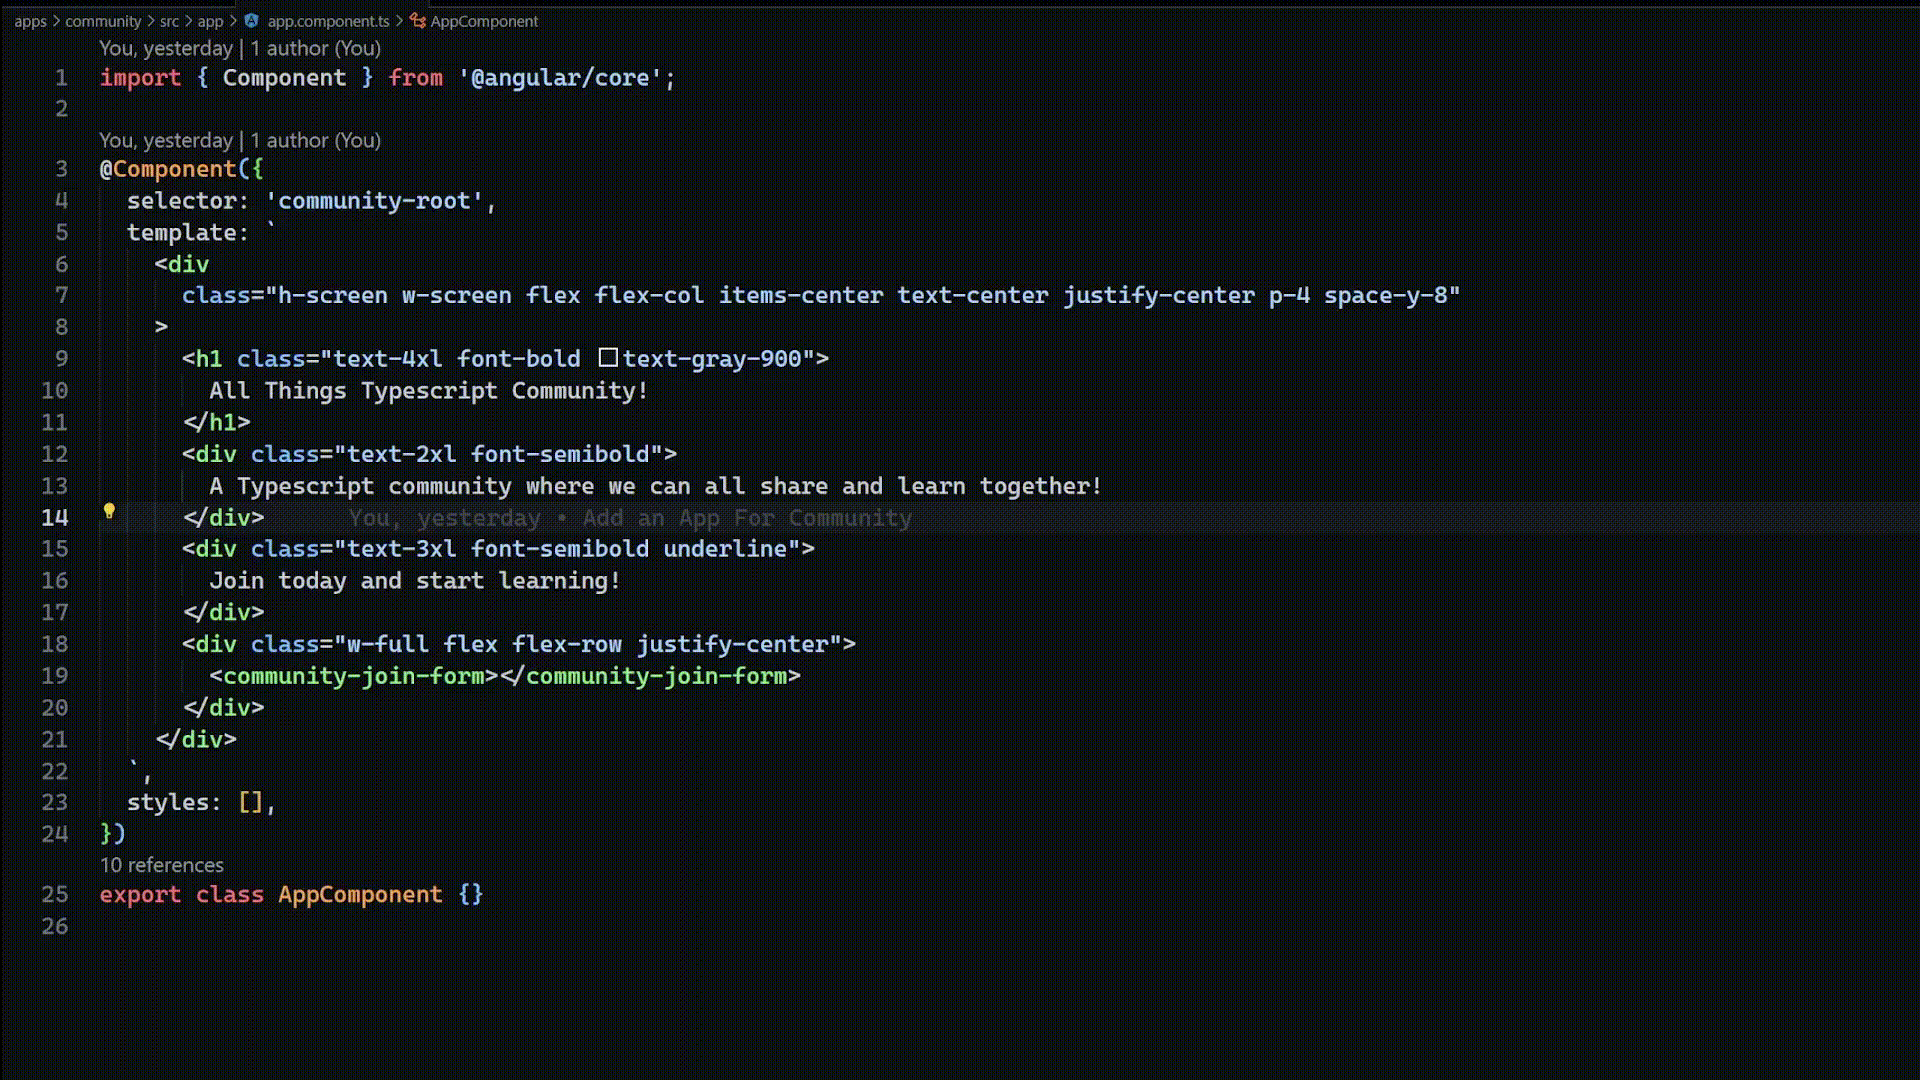 apps > community > src > app > app.component.ts > AppComponent
You, yesterday | 1 author (You)
1 import { Component } from '@angular/core';
2
You, yesterday | 1 author (You)
3 @Component({
4   selector: 'community-root',
5   template: `
6     <div
7       class="h-screen w-screen flex flex-col items-center text-center justify-center p-4 space-y-8"
8     >
9       <h1 class="text-4xl font-bold text-gray-900">
10         All Things Typescript Community!
11       </h1>
12       <div class="text-2xl font-semibold">
13         A Typescript community where we can all share and learn together!
14       </div>      You, yesterday • Add an App For Community
15       <div class="text-3xl font-semibold underline">
16         Join today and start learning!
17       </div>
18       <div class="w-full flex flex-row justify-center">
19         <community-join-form></community-join-form>
20       </div>
21     </div>
22   `,
23   styles: [],
24 })
10 references
25 export class AppComponent {}
26